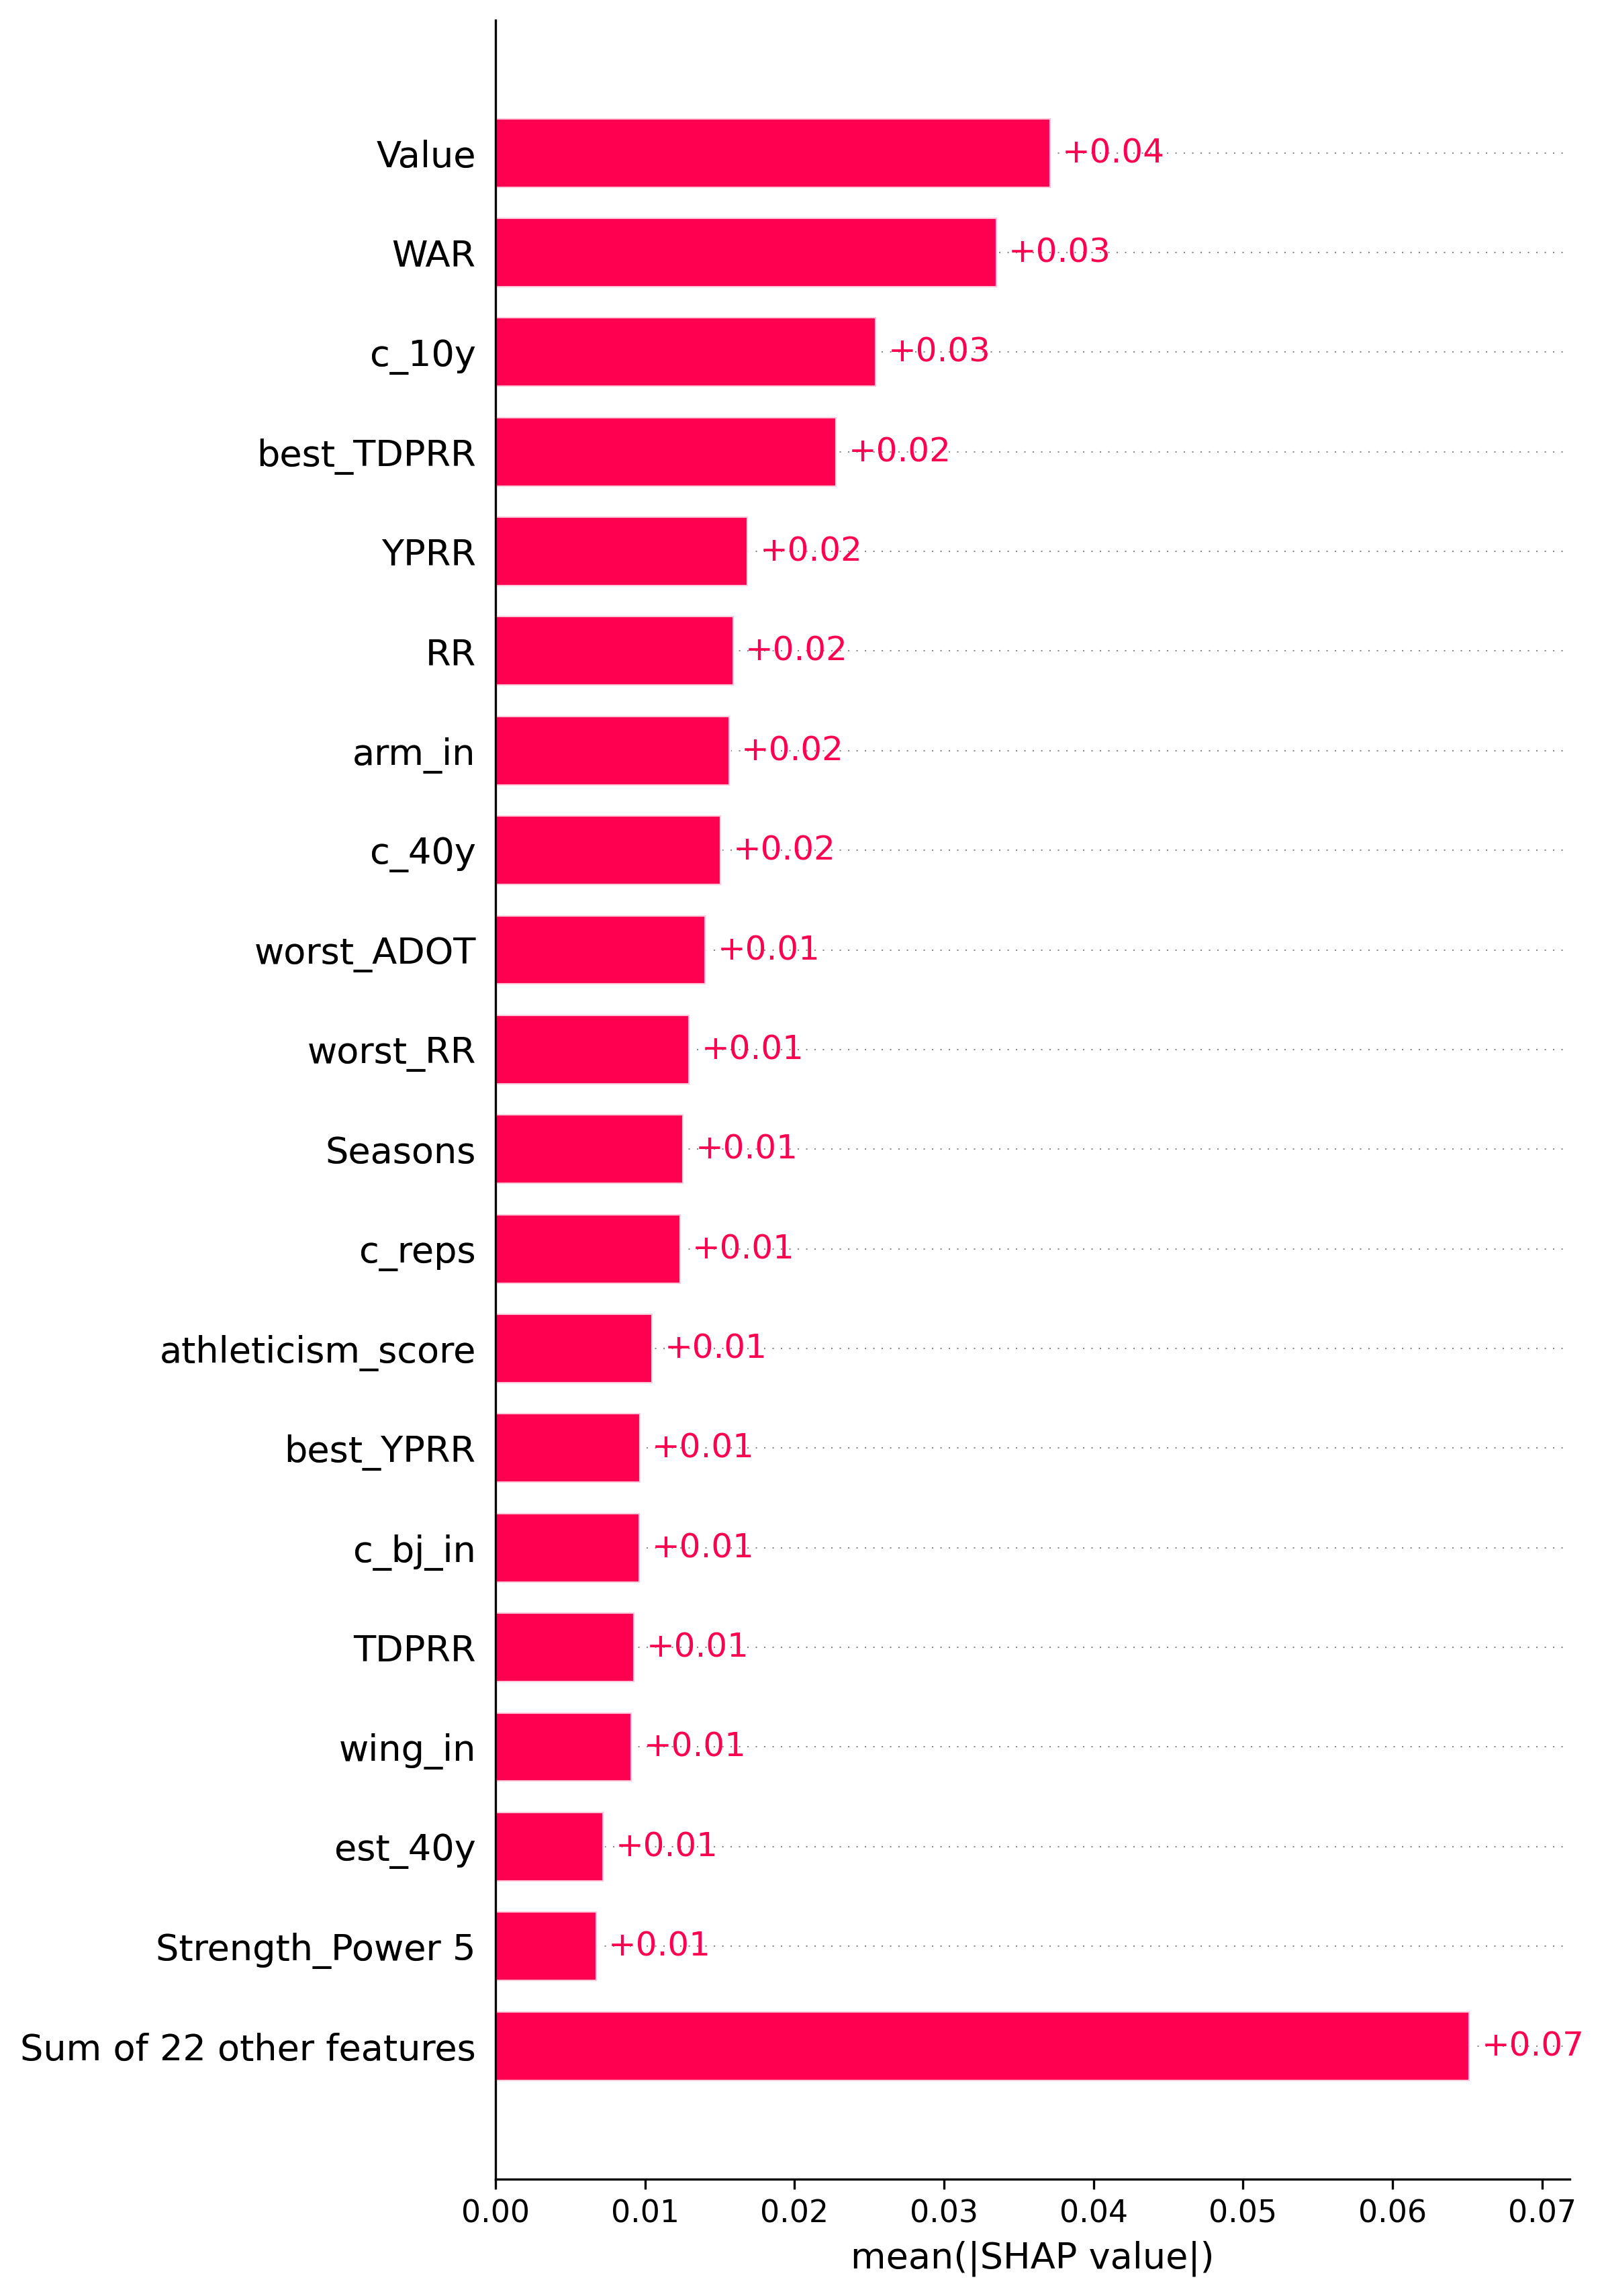 Value +0.04
WAR +0.03
c_10y +0.03
best_TDPRR +0.02
YPRR +0.02
RR +0.02
arm_in +0.02
c_40y +0.02
worst_ADOT +0.01
worst_RR +0.01
Seasons +0.01
c_reps +0.01
athleticism_score +0.01
best_YPRR +0.01
c_bj_in +0.01
TDPRR +0.01
wing_in +0.01
est_40y +0.01
Strength_Power 5 +0.01
Sum of 22 other features +0.07
0.00 0.01 0.02 0.03 0.04 0.05 0.06 0.07
mean(|SHAP value|)